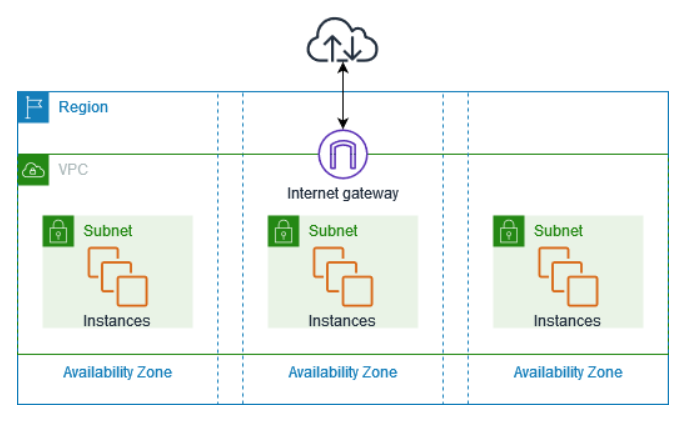 Region
VPC
Internet gateway
Subnet Subnet Subnet
Instances Instances Instances
Availability Zone Availability Zone Availability Zone